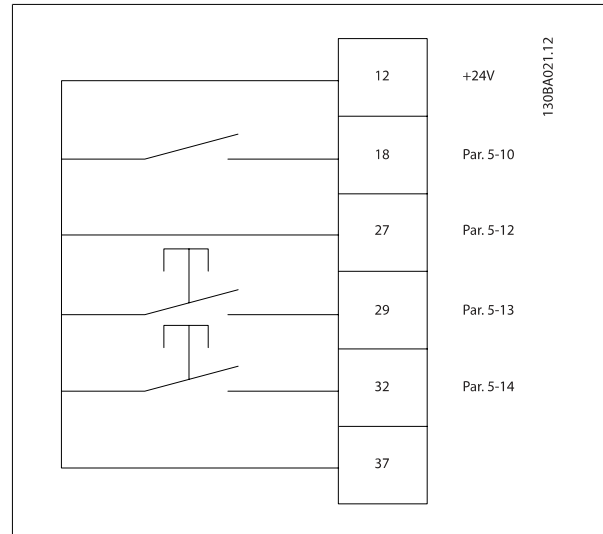 12 +24V
18 Par. 5-10
27 Par. 5-12
29 Par. 5-13
32 Par. 5-14
37
130BA021.12